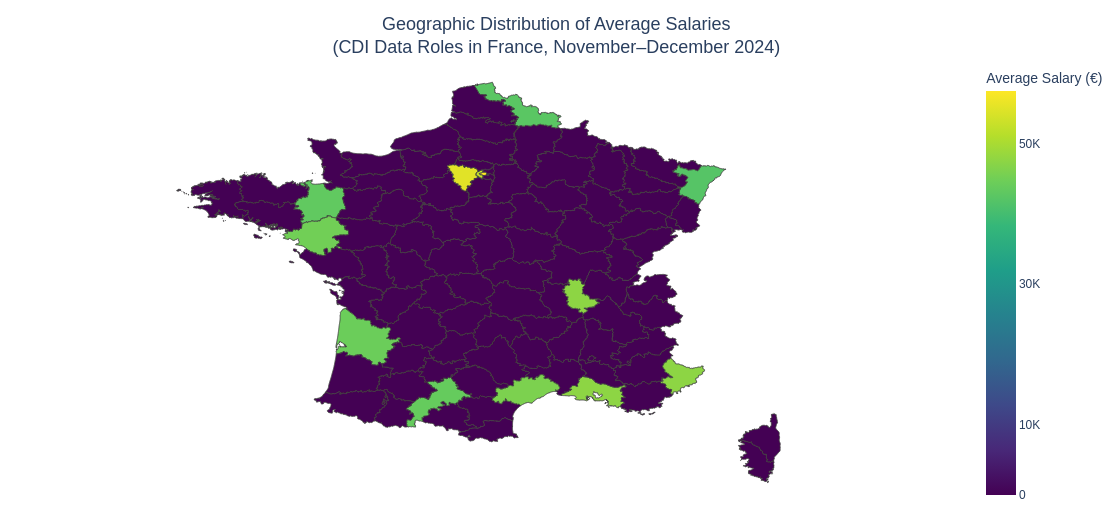 Geographic Distribution of Average Salaries
(CDI Data Roles in France, November–December 2024)
Average Salary (€)
50K
30K
10K
0